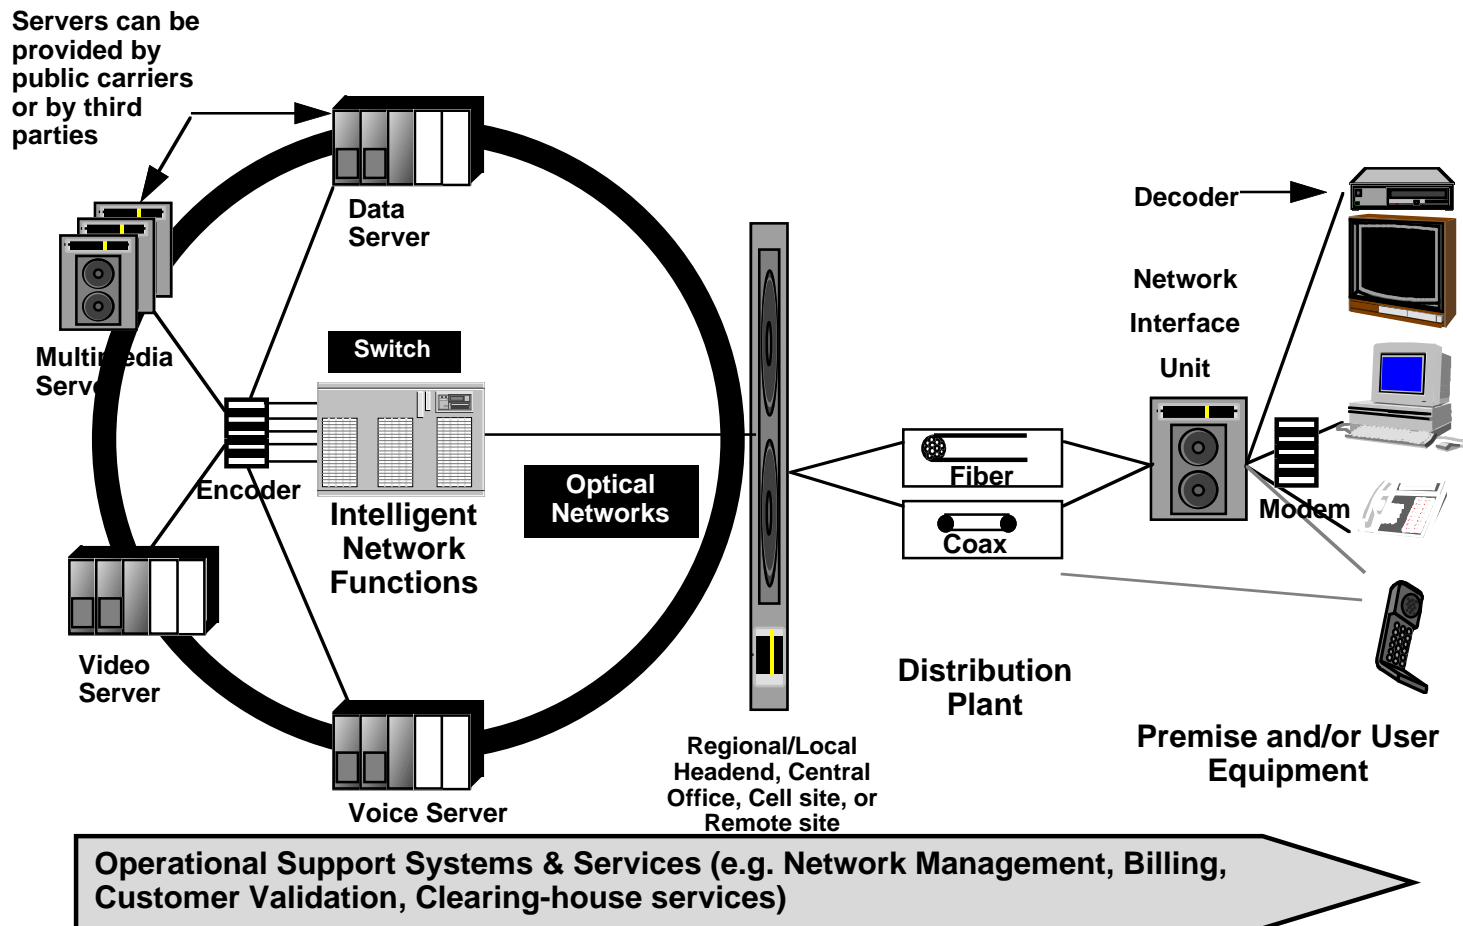 Servers can be
provided by
public carriers
or by third
parties
Data
Server
Multimedia
Server
Switch
Encoder
Intelligent
Network
Functions
Optical
Networks
Video
Server
Voice Server
Regional/Local
Headend, Central
Office, Cell site, or
Remote site
Fiber
Coax
Distribution
Plant
Decoder
Network
Interface
Unit
Modem
Premise and/or User
Equipment
Operational Support Systems & Services (e.g. Network Management, Billing,
Customer Validation, Clearing-house services)